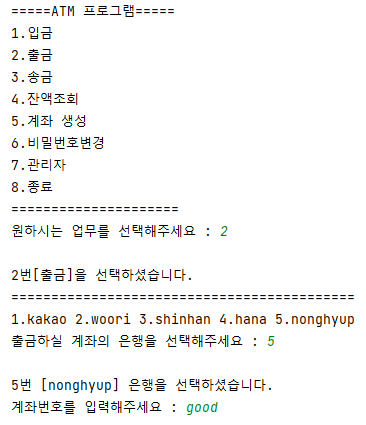 =====ATM 프로그램=====
1.입금
2.출금
3.송금
4.잔액조회
5.계좌 생성
6.비밀번호변경
7.관리자
8.종료
=====================
원하시는 업무를 선택해주세요 : 2
2번[출금]을 선택하셨습니다.
===========================================
1.kakao 2.woori 3.shinhan 4.hana 5.nonghyup
출금하실 계좌의 은행을 선택해주세요 : 5
5번 [nonghyup] 은행을 선택하셨습니다.
계좌번호를 입력해주세요 : good